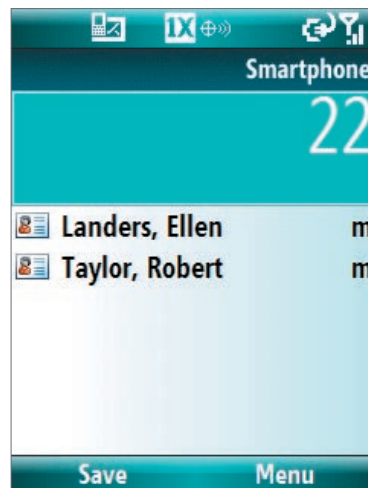 1X
Smartphone
22
Landers, Ellen m
Taylor, Robert m
Save Menu